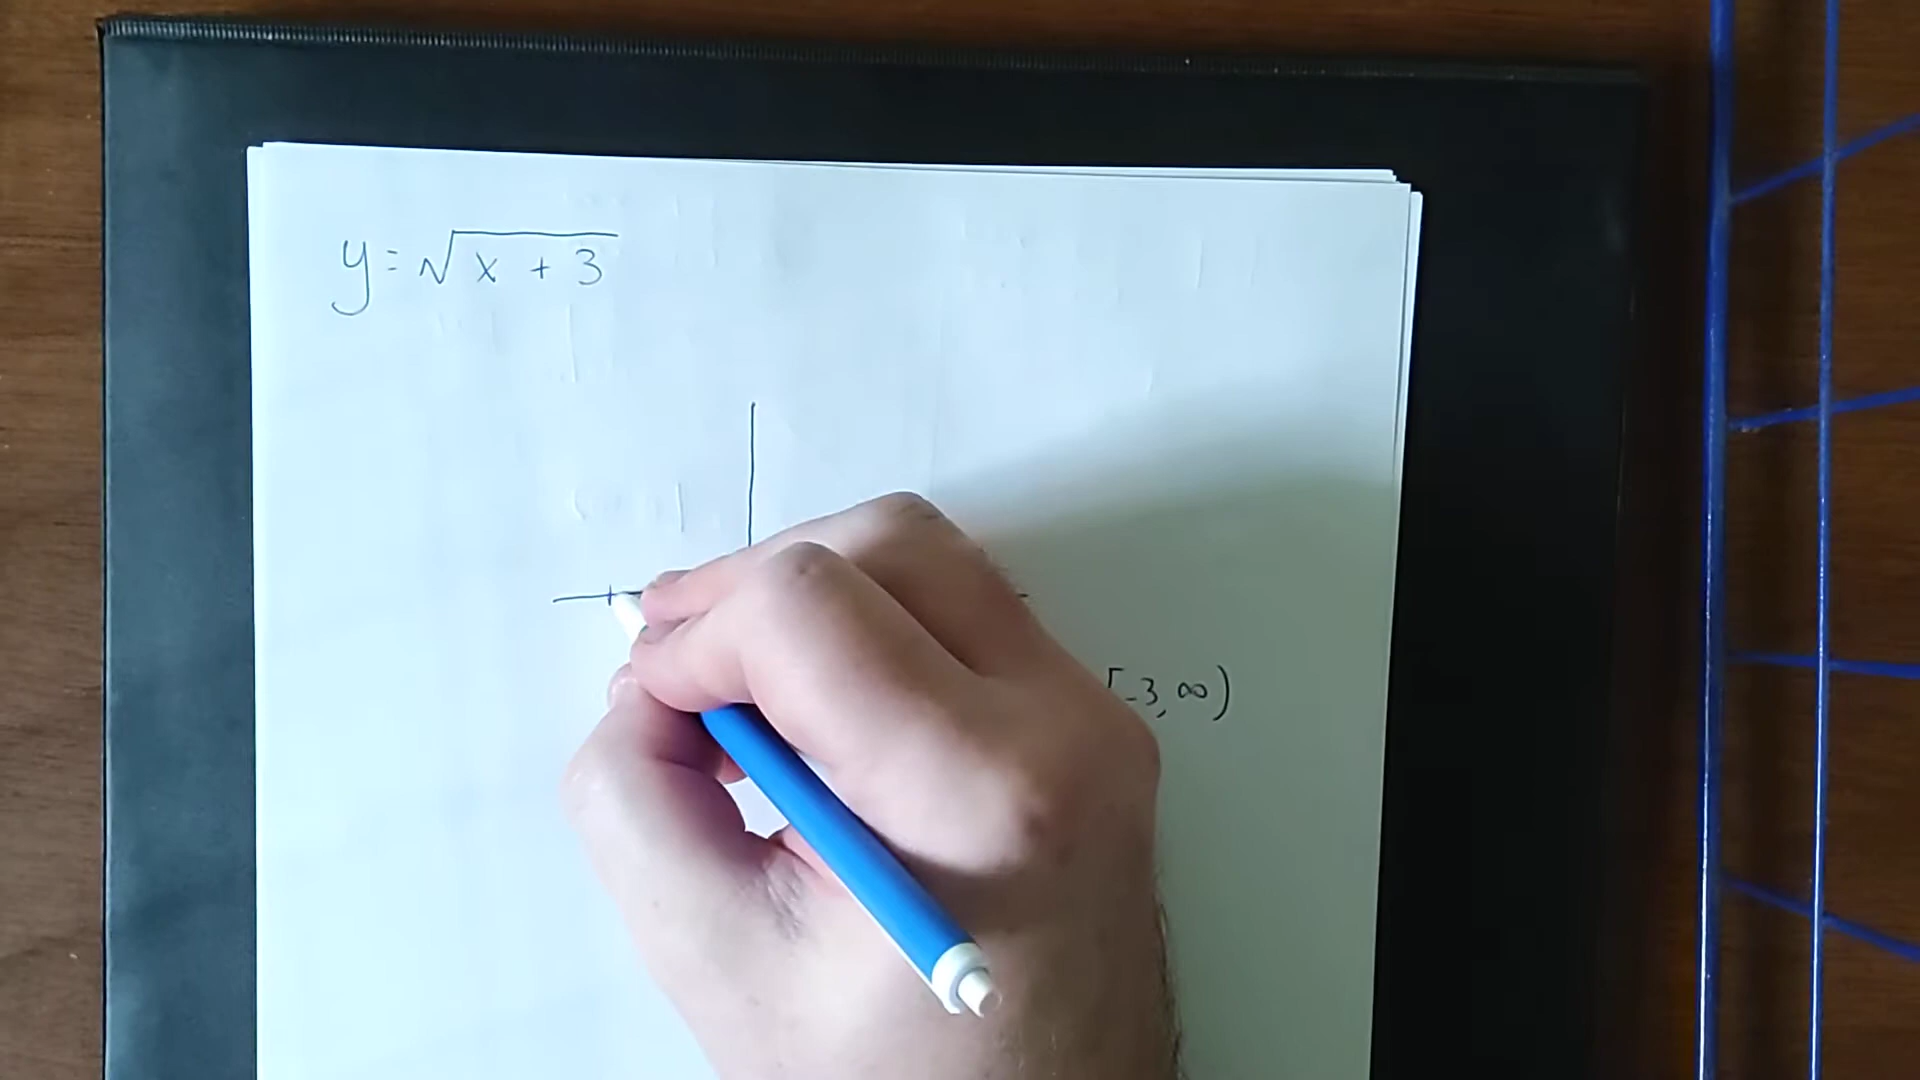 y = √x + 3
[-3, ∞)